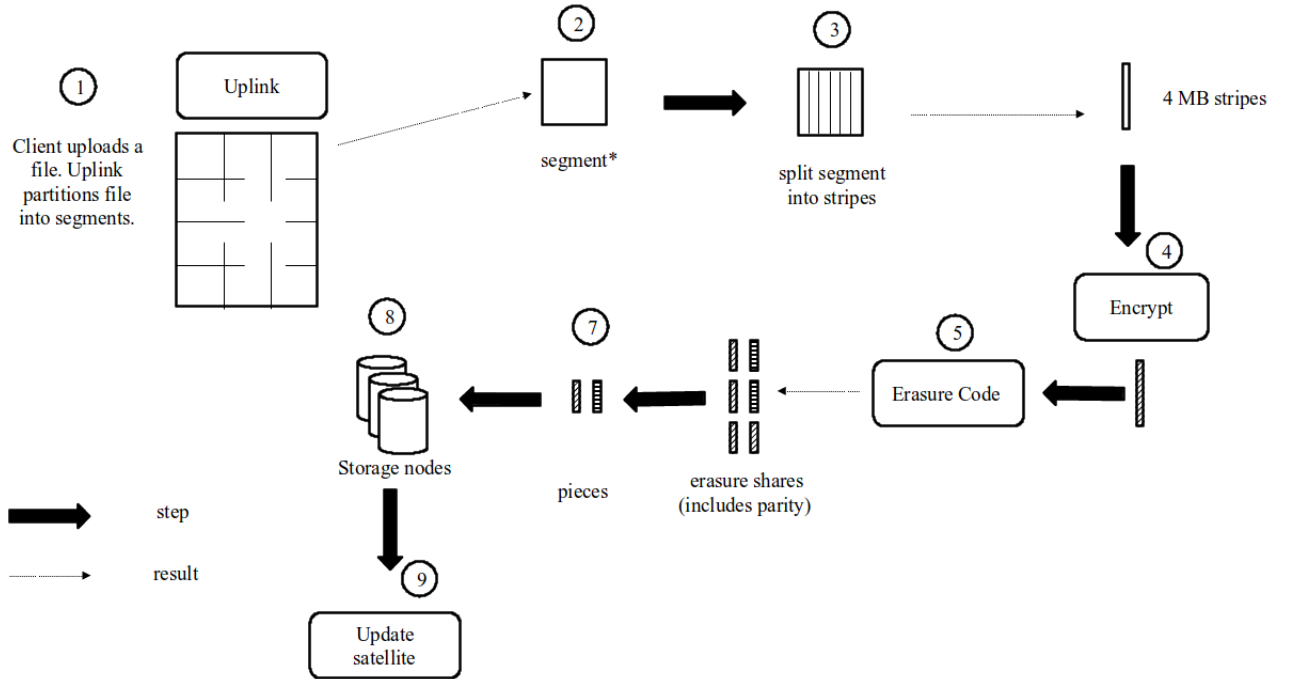 1
Uplink
Client uploads a
file. Uplink
partitions file
into segments.
2
segment*
3
split segment
into stripes
4 MB stripes
4
Encrypt
5
Erasure Code
erasure shares
(includes parity)
7
pieces
8
Storage nodes
9
Update
satellite
step
result